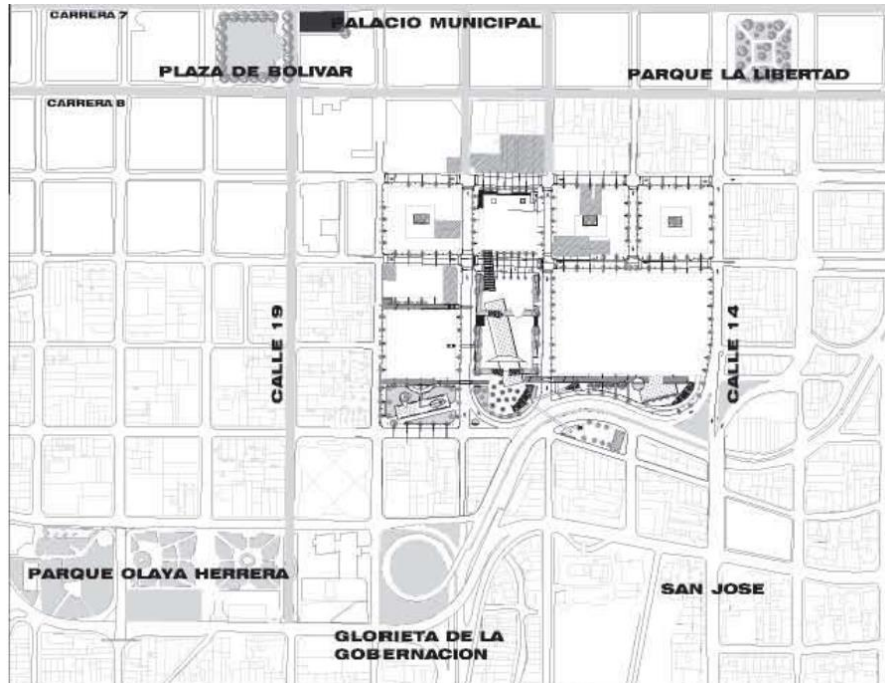 CARRERA 7
PALACIO MUNICIPAL
PLAZA DE BOLIVAR
PARQUE LA LIBERTAD
CARRERA 8
CALLE 19
CALLE 14
PARQUE OLAYA HERRERA
SAN JOSE
GLORIETA DE LA
GOBERNACION